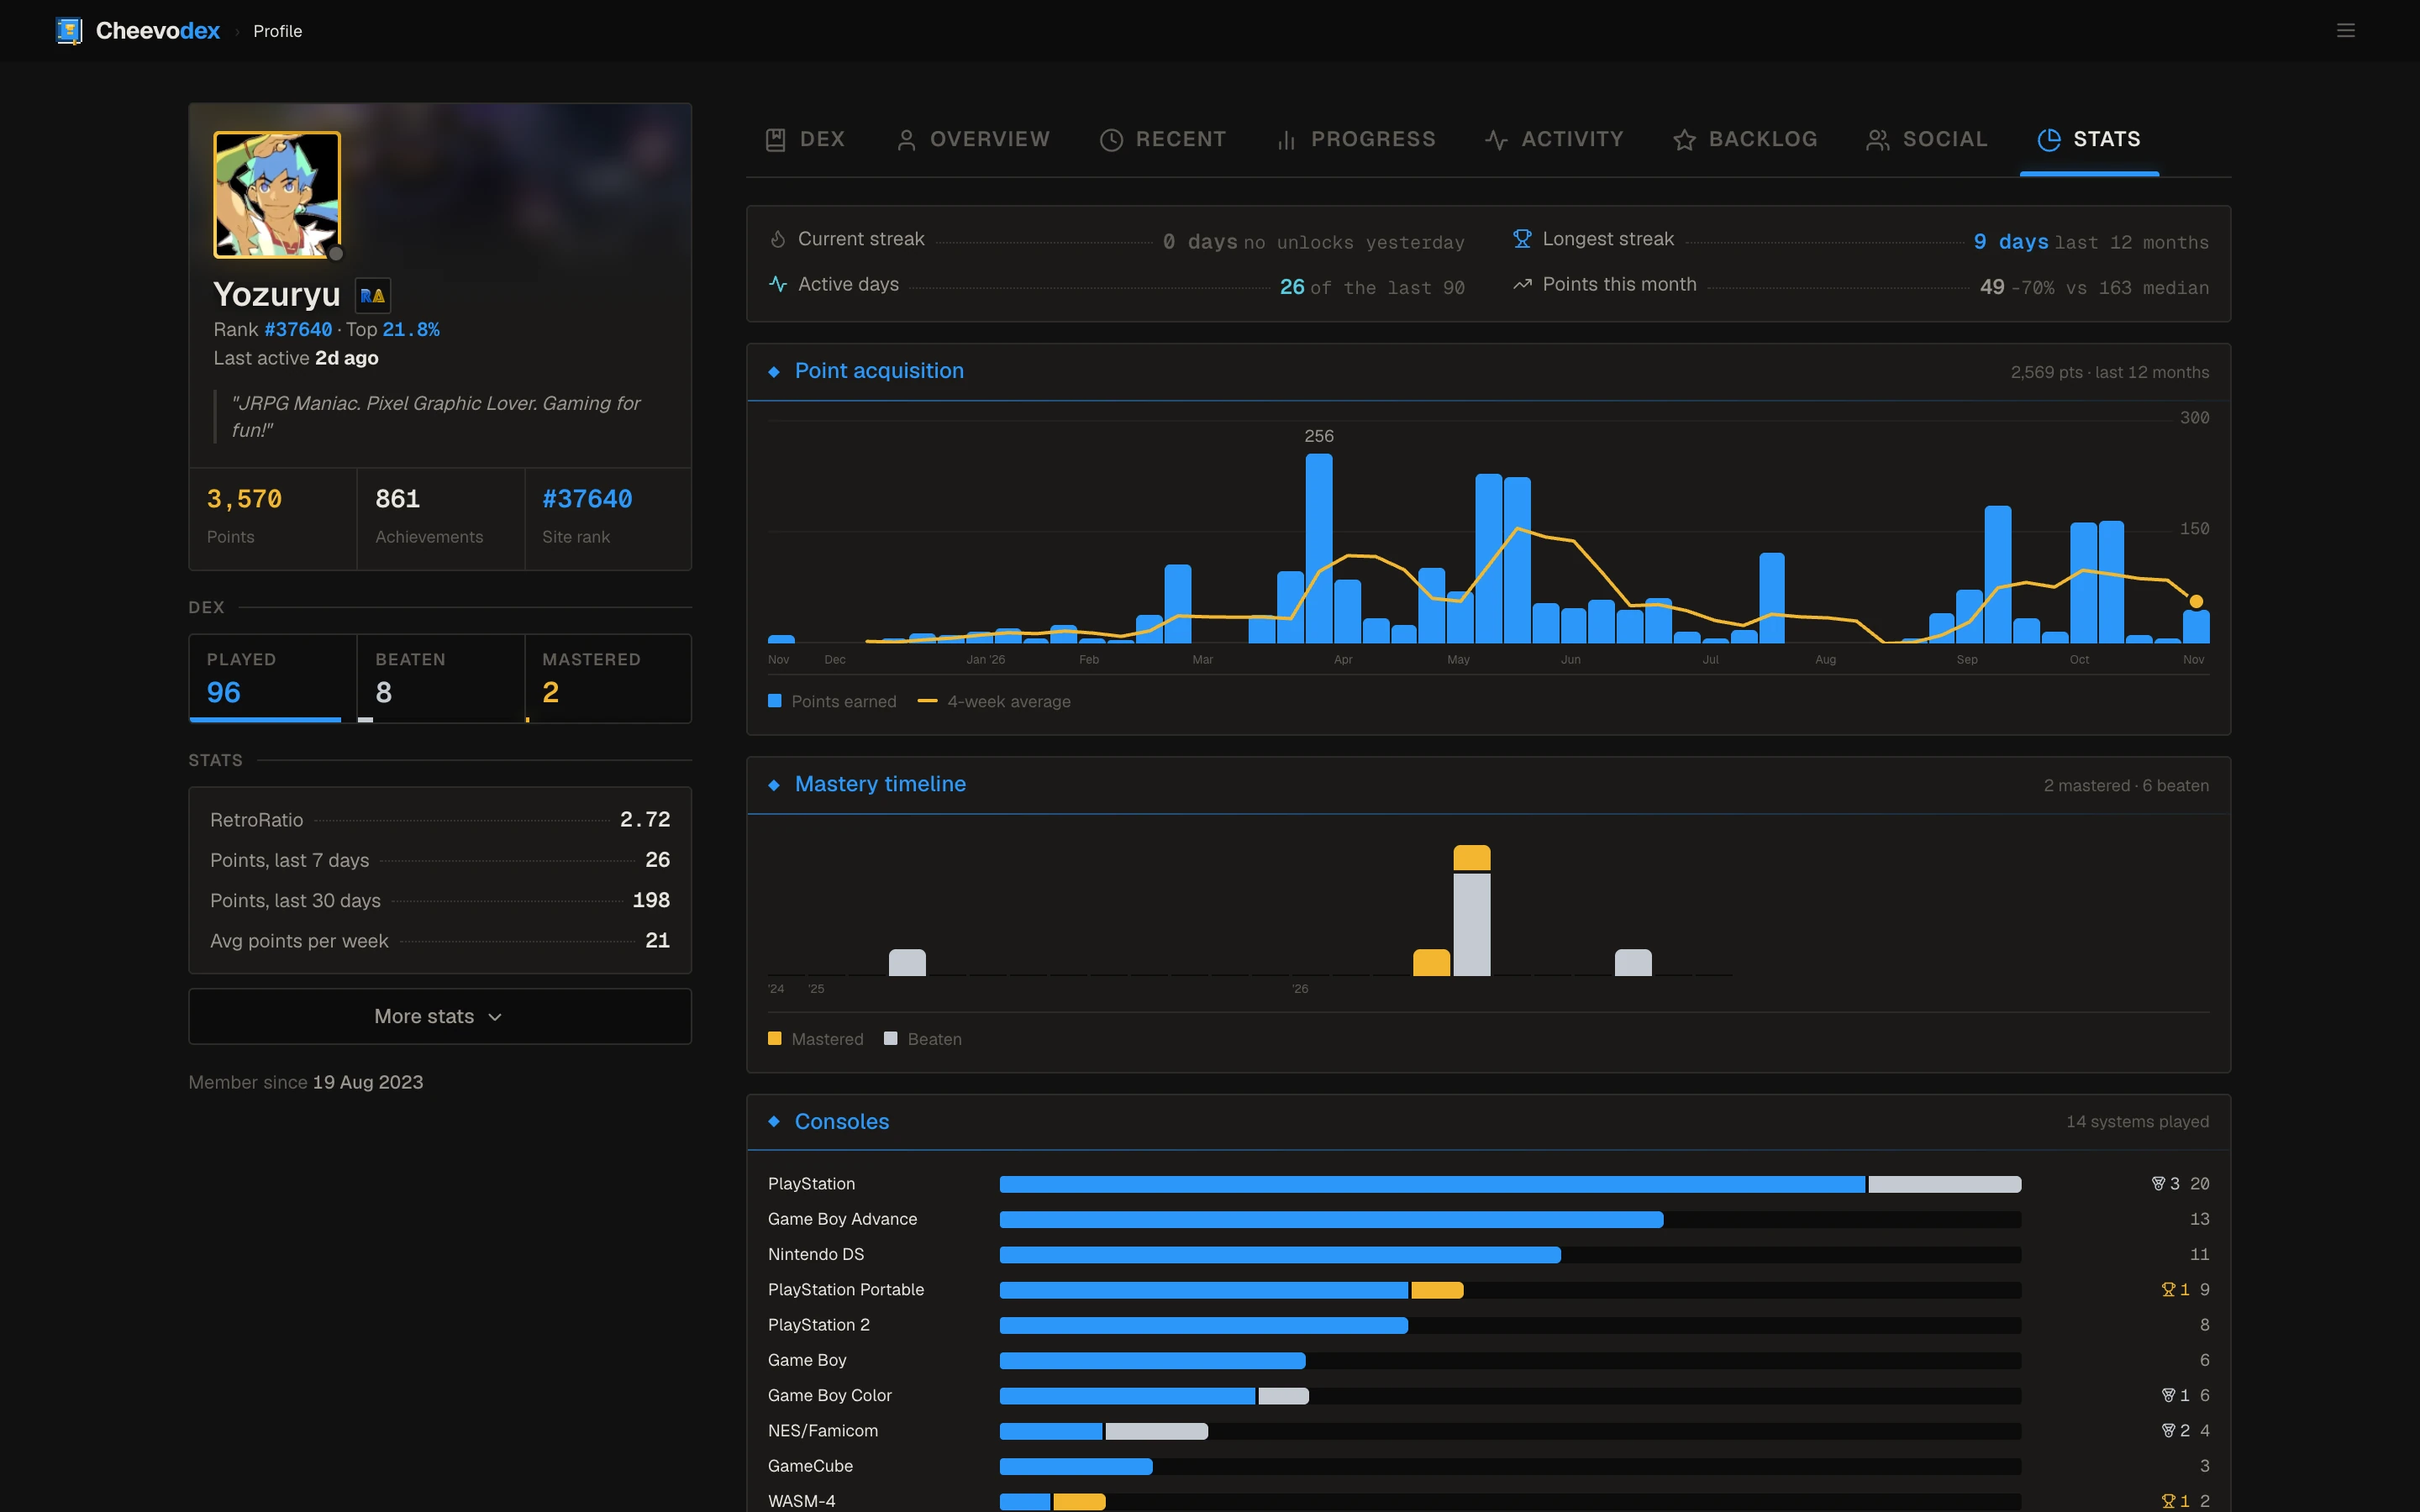 Cheevodex › Profile
Yozuryu RA
Rank #37640 · Top 21.8%
Last active 2d ago
"JRPG Maniac. Pixel Graphic Lover. Gaming for
fun!"
3,570 861 #37640
Points Achievements Site rank
DEX
PLAYED BEATEN MASTERED
96 8 2
STATS
RetroRatio 2.72
Points, last 7 days 26
Points, last 30 days 198
Avg points per week 21
More stats
Member since 19 Aug 2023
DEX OVERVIEW RECENT PROGRESS ACTIVITY BACKLOG SOCIAL STATS
Current streak 0 days no unlocks yesterday Longest streak 9 days last 12 months
Active days 26 of the last 90 Points this month 49 -70% vs 163 median
Point acquisition 2,569 pts · last 12 months
300
256
150
Nov Dec Jan '26 Feb Mar Apr May Jun Jul Aug Sep Oct Nov
Points earned 4-week average
Mastery timeline 2 mastered · 6 beaten
'24 '25 '26
Mastered Beaten
Consoles 14 systems played
PlayStation 3 20
Game Boy Advance 13
Nintendo DS 11
PlayStation Portable 1 9
PlayStation 2 8
Game Boy 6
Game Boy Color 1 6
NES/Famicom 2 4
GameCube 3
WASM-4 1 2